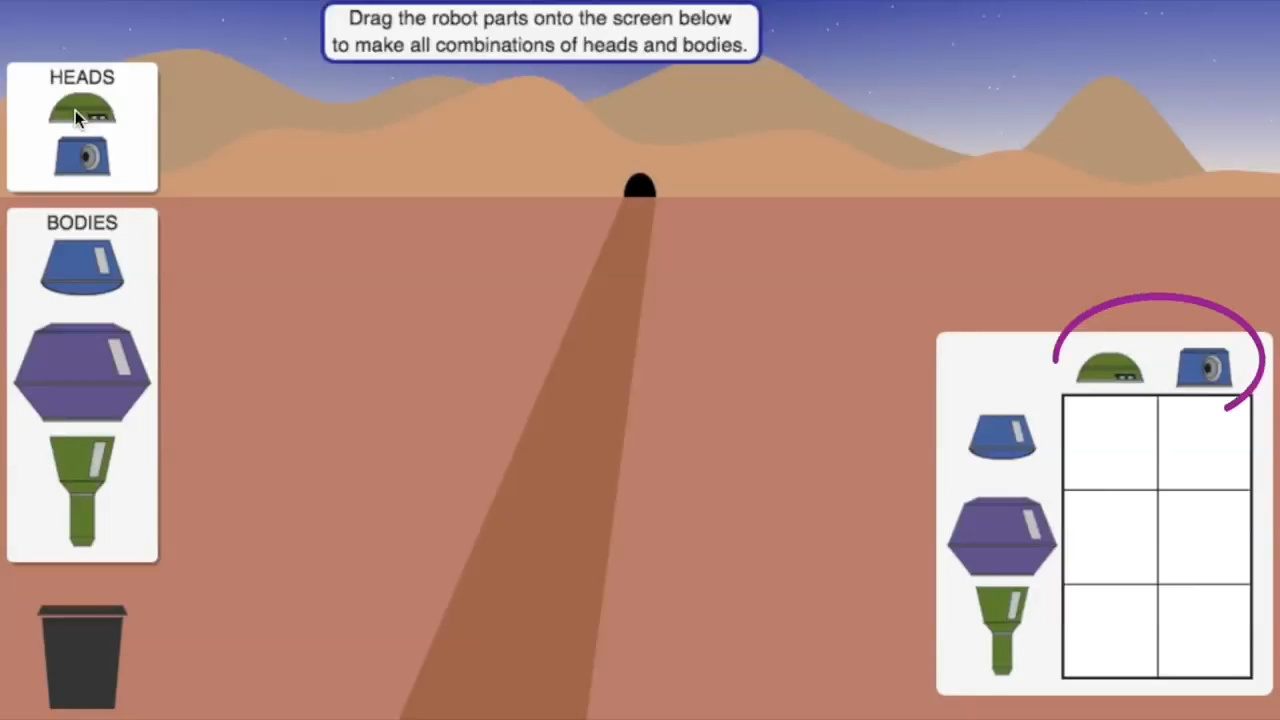 Drag the robot parts onto the screen below
to make all combinations of heads and bodies.
HEADS
BODIES